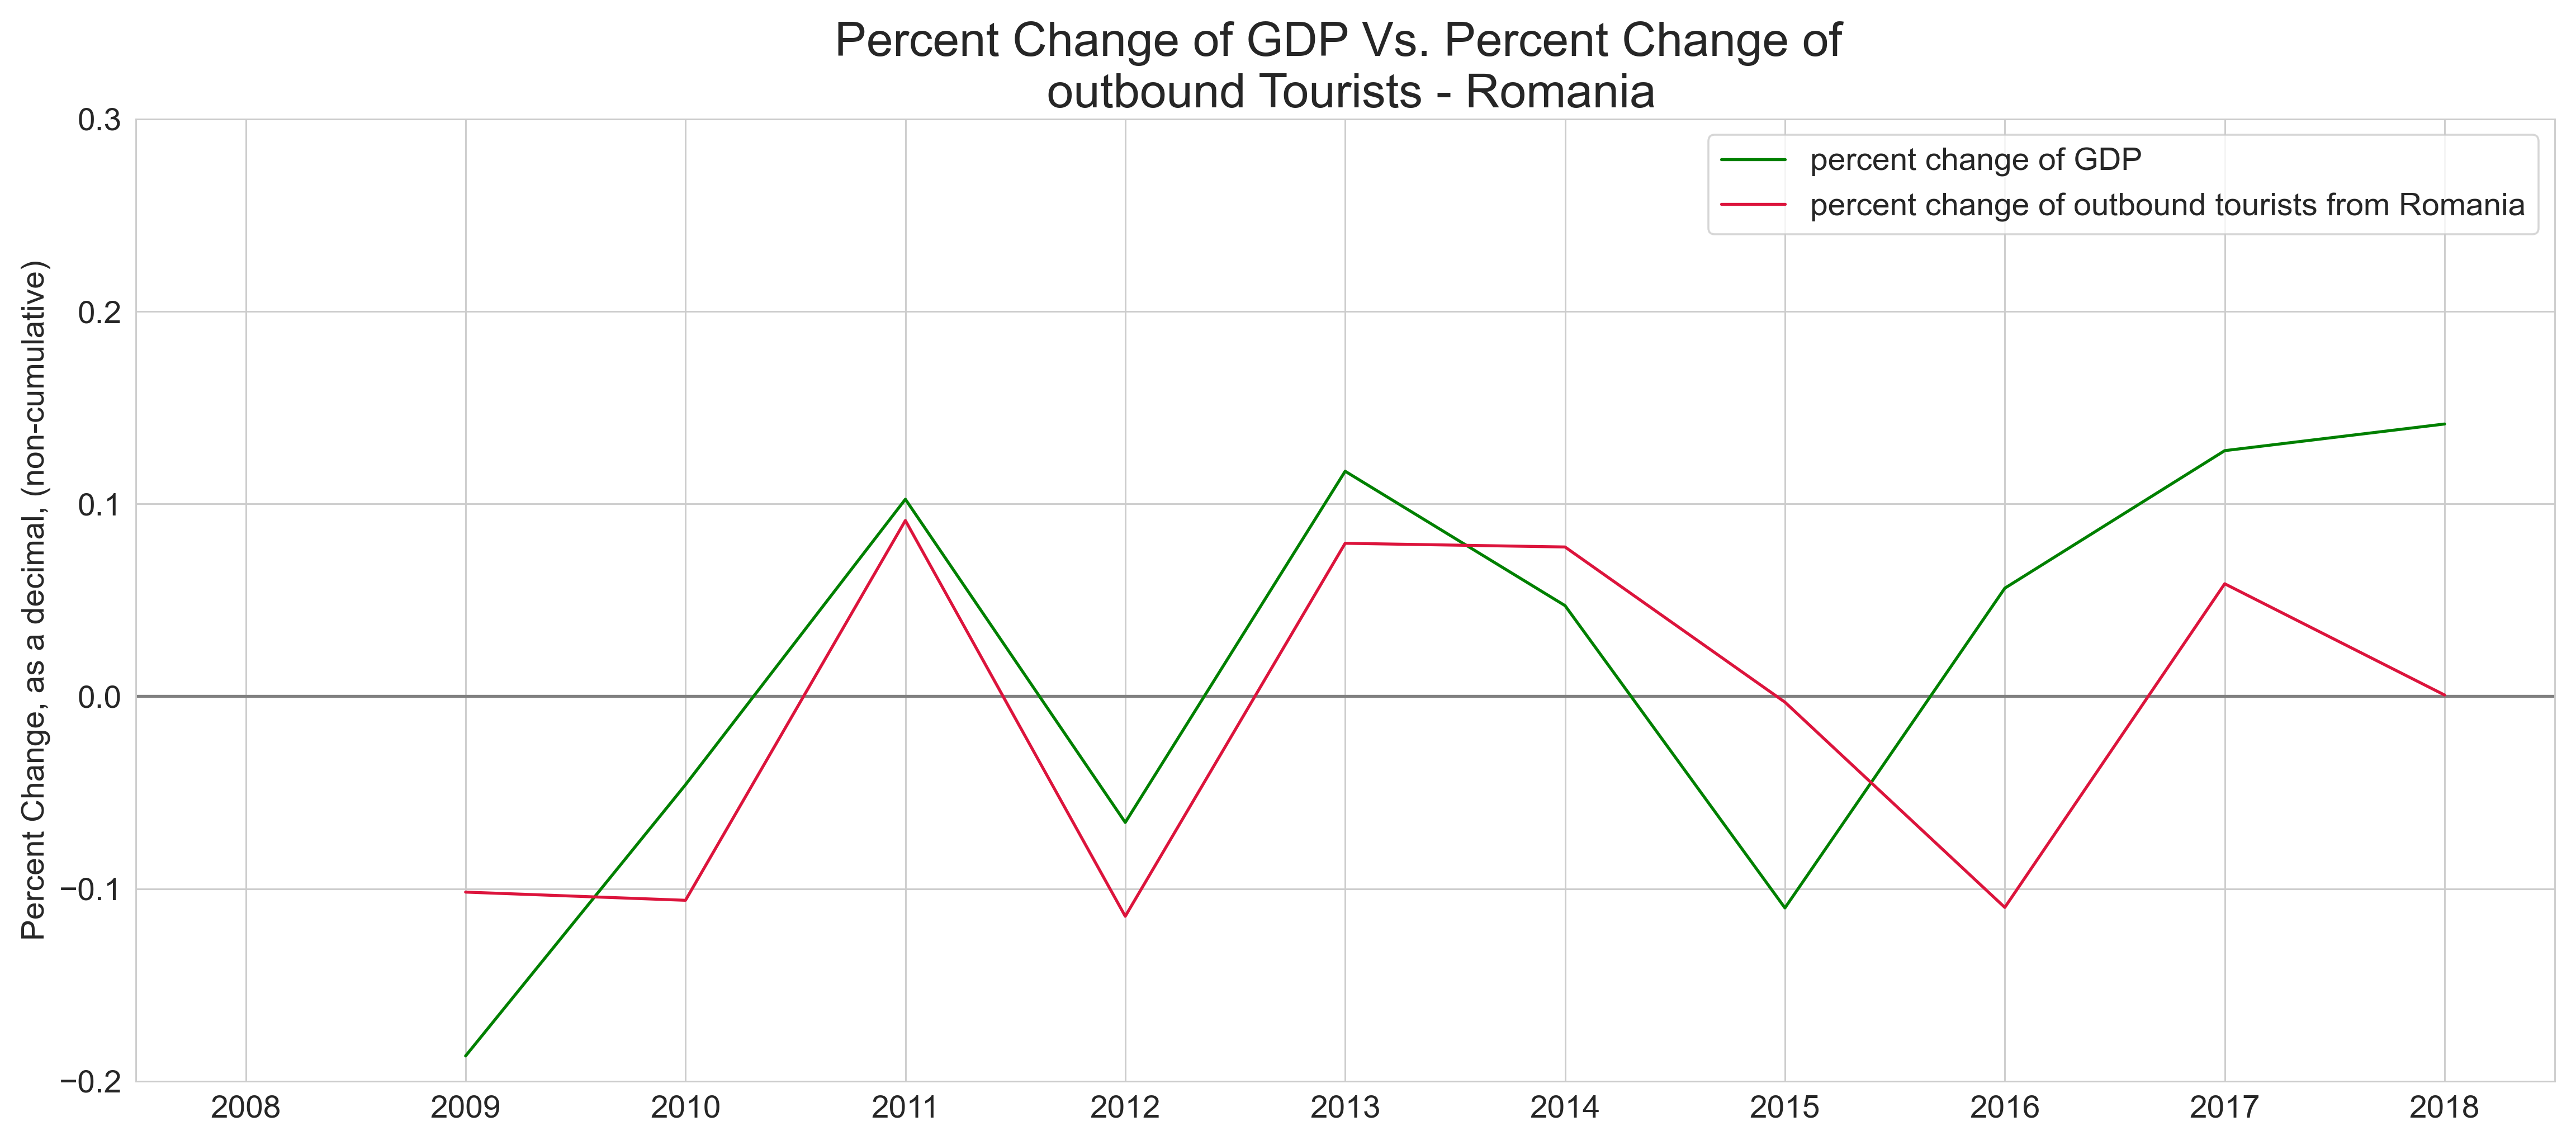 Percent Change of GDP Vs. Percent Change of
outbound Tourists - Romania
percent change of GDP
percent change of outbound tourists from Romania
Percent Change, as a decimal, (non-cumulative)
0.3
0.2
0.1
0.0
−0.1
−0.2
2008 2009 2010 2011 2012 2013 2014 2015 2016 2017 2018